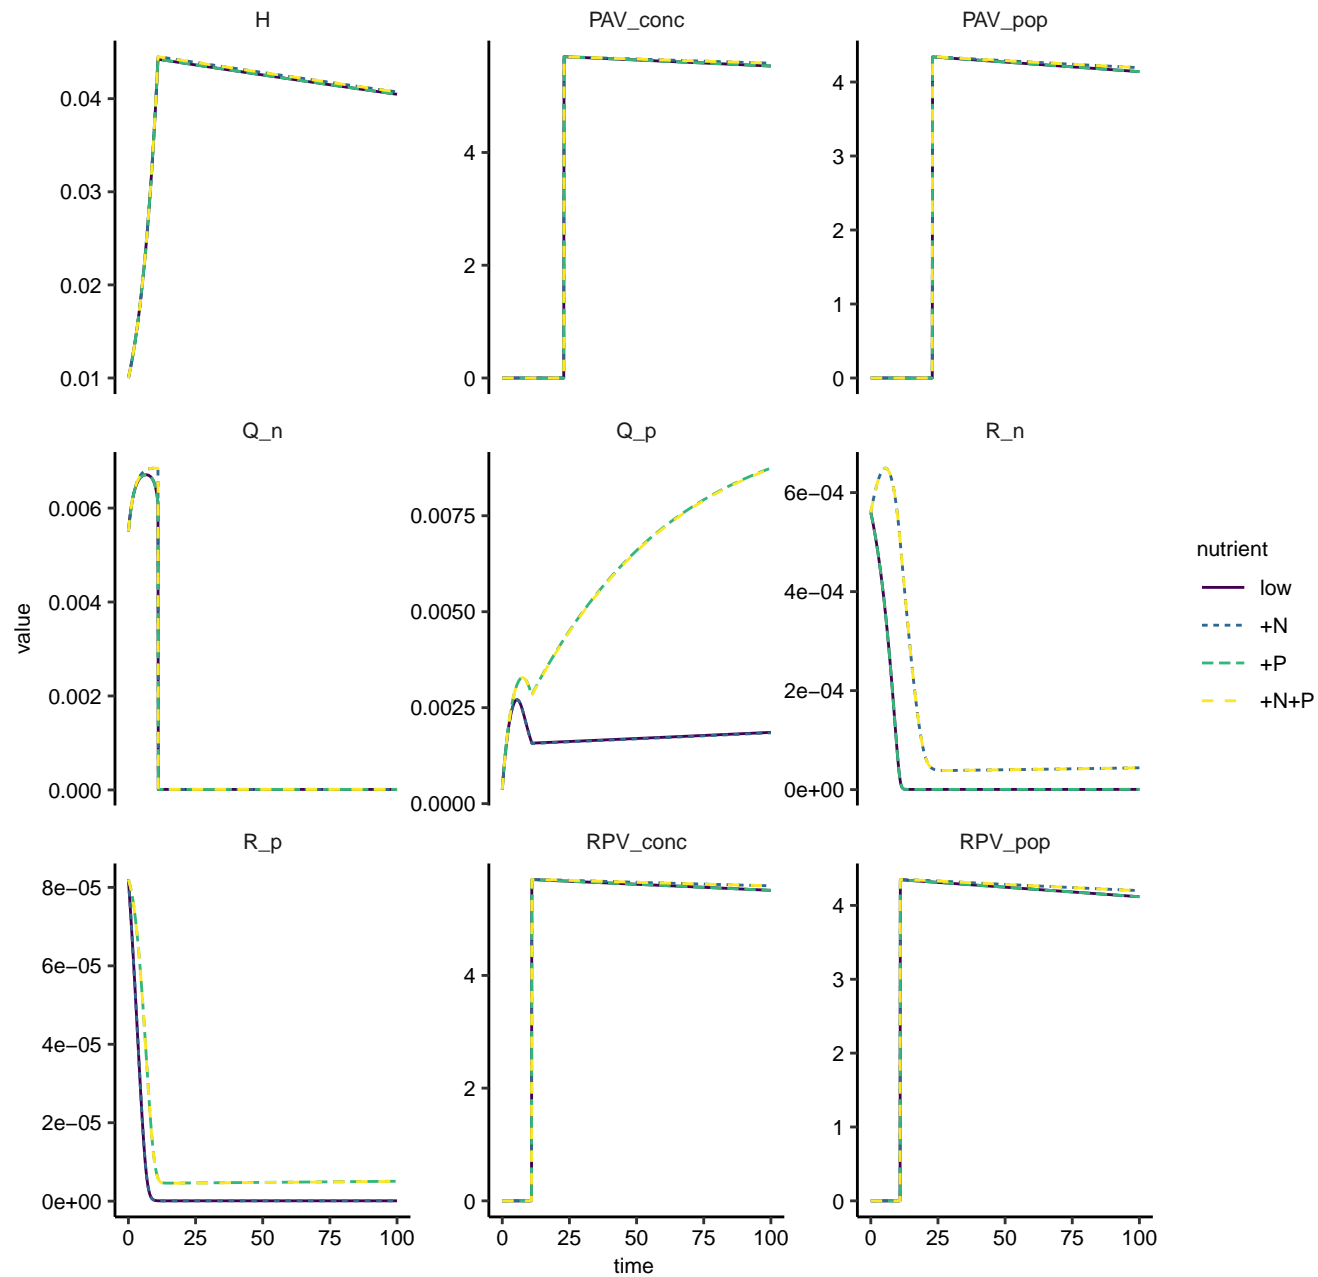 H
PAV_conc
PAV_pop
0.04
0.03
0.02
0.01
4
2
0
4
3
2
1
0
Q_n
Q_p
R_n
0.006
0.004
0.002
0.000
0.0075
0.0050
0.0025
0.0000
6e−04
4e−04
2e−04
0e+00
value
nutrient
low
+N
+P
+N+P
R_p
RPV_conc
RPV_pop
8e−05
6e−05
4e−05
2e−05
0e+00
4
2
0
4
3
2
1
0
0 25 50 75 100
0 25 50 75 100
0 25 50 75 100
time